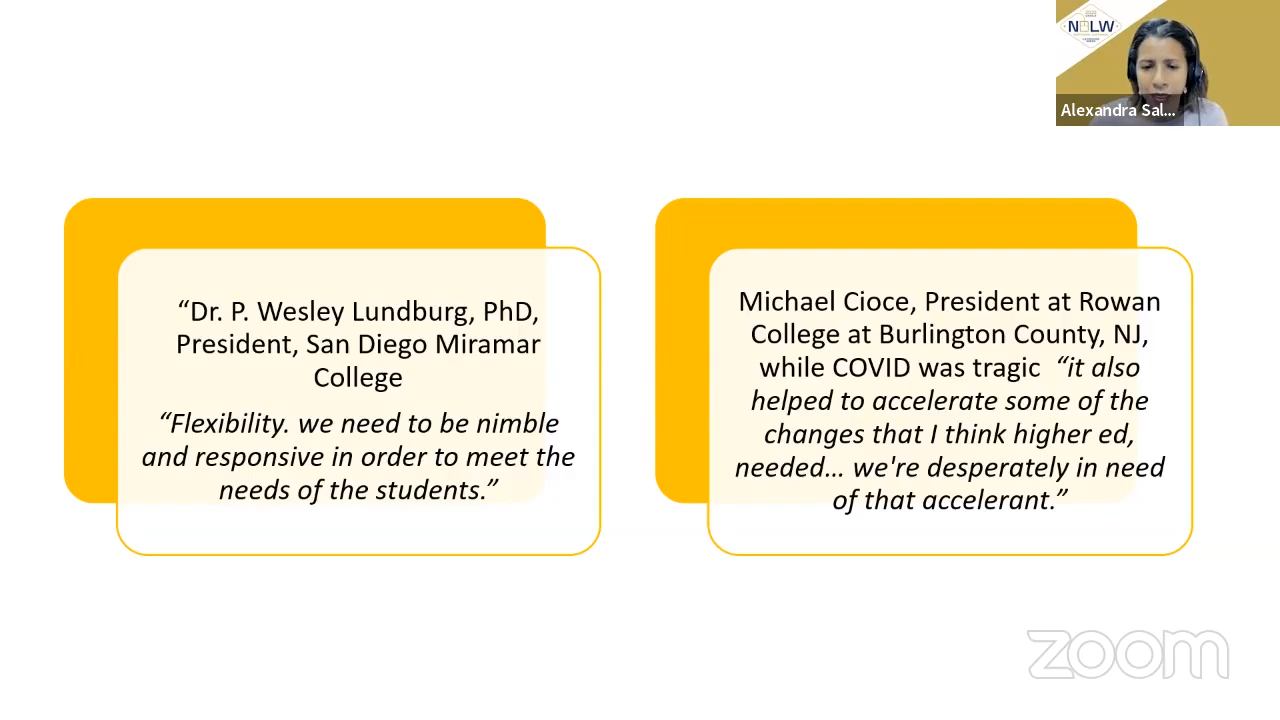 NLW
Alexandra Sal...
“Dr. P. Wesley Lundburg, PhD,
President, San Diego Miramar
College
“Flexibility. we need to be nimble
and responsive in order to meet the
needs of the students.”
Michael Cioce, President at Rowan
College at Burlington County, NJ,
while COVID was tragic “it also
helped to accelerate some of the
changes that I think higher ed,
needed... we're desperately in need
of that accelerant.”
zoom